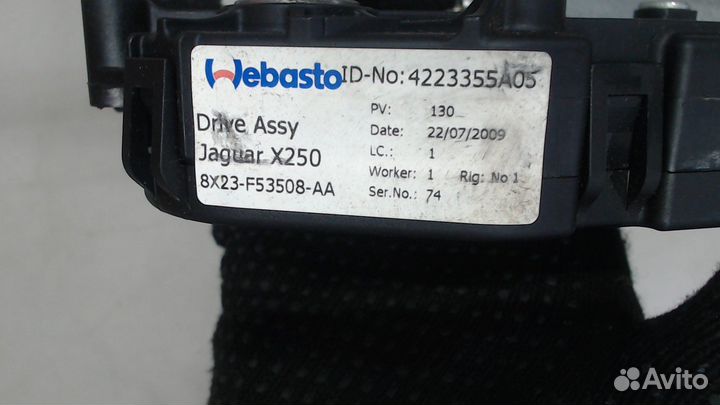 Webasto ID-No: 4223355A05
Drive Assy
Jaguar X250
8X23-F53508-AA
PV: 130
Date: 22/07/2009
LC.: 1
Worker: 1 Rig: No 1
Ser.No.: 74
Avito